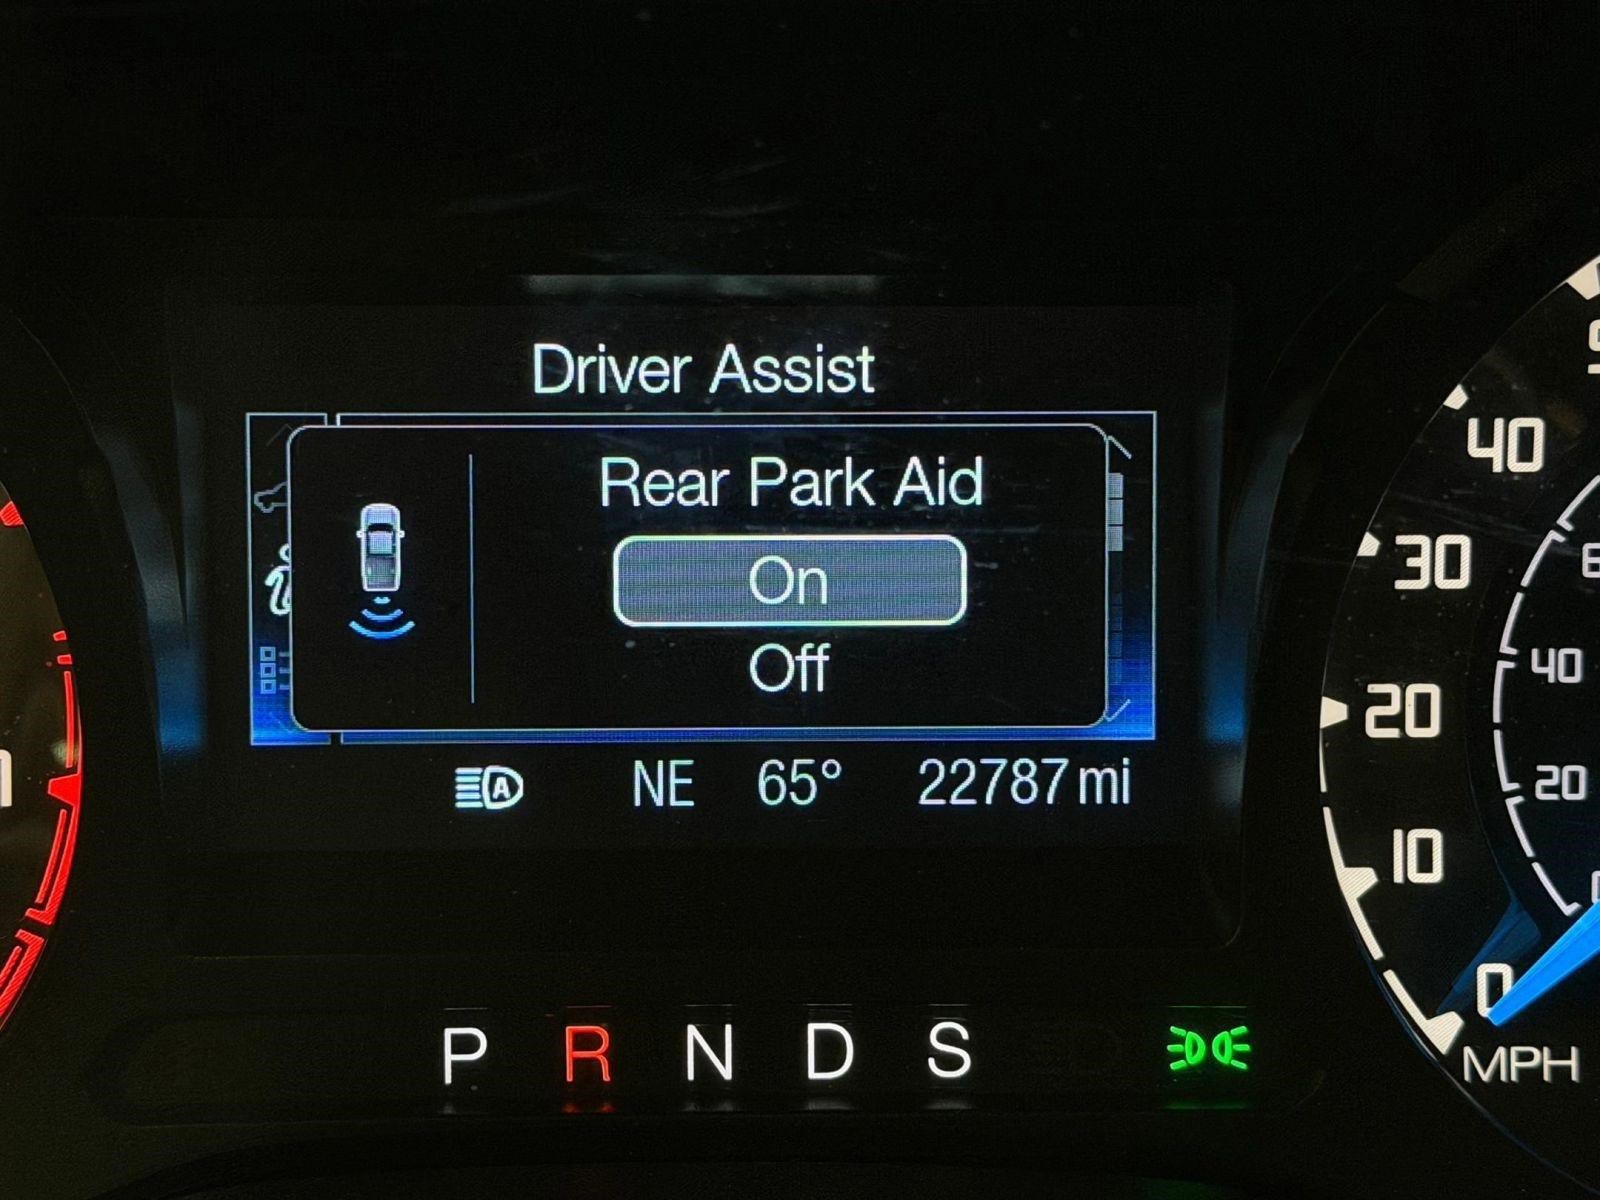 Driver Assist
Rear Park Aid
On
Off
A NE 65° 22787 mi
P R N D S
40
30
20
10
0
MPH
40
20